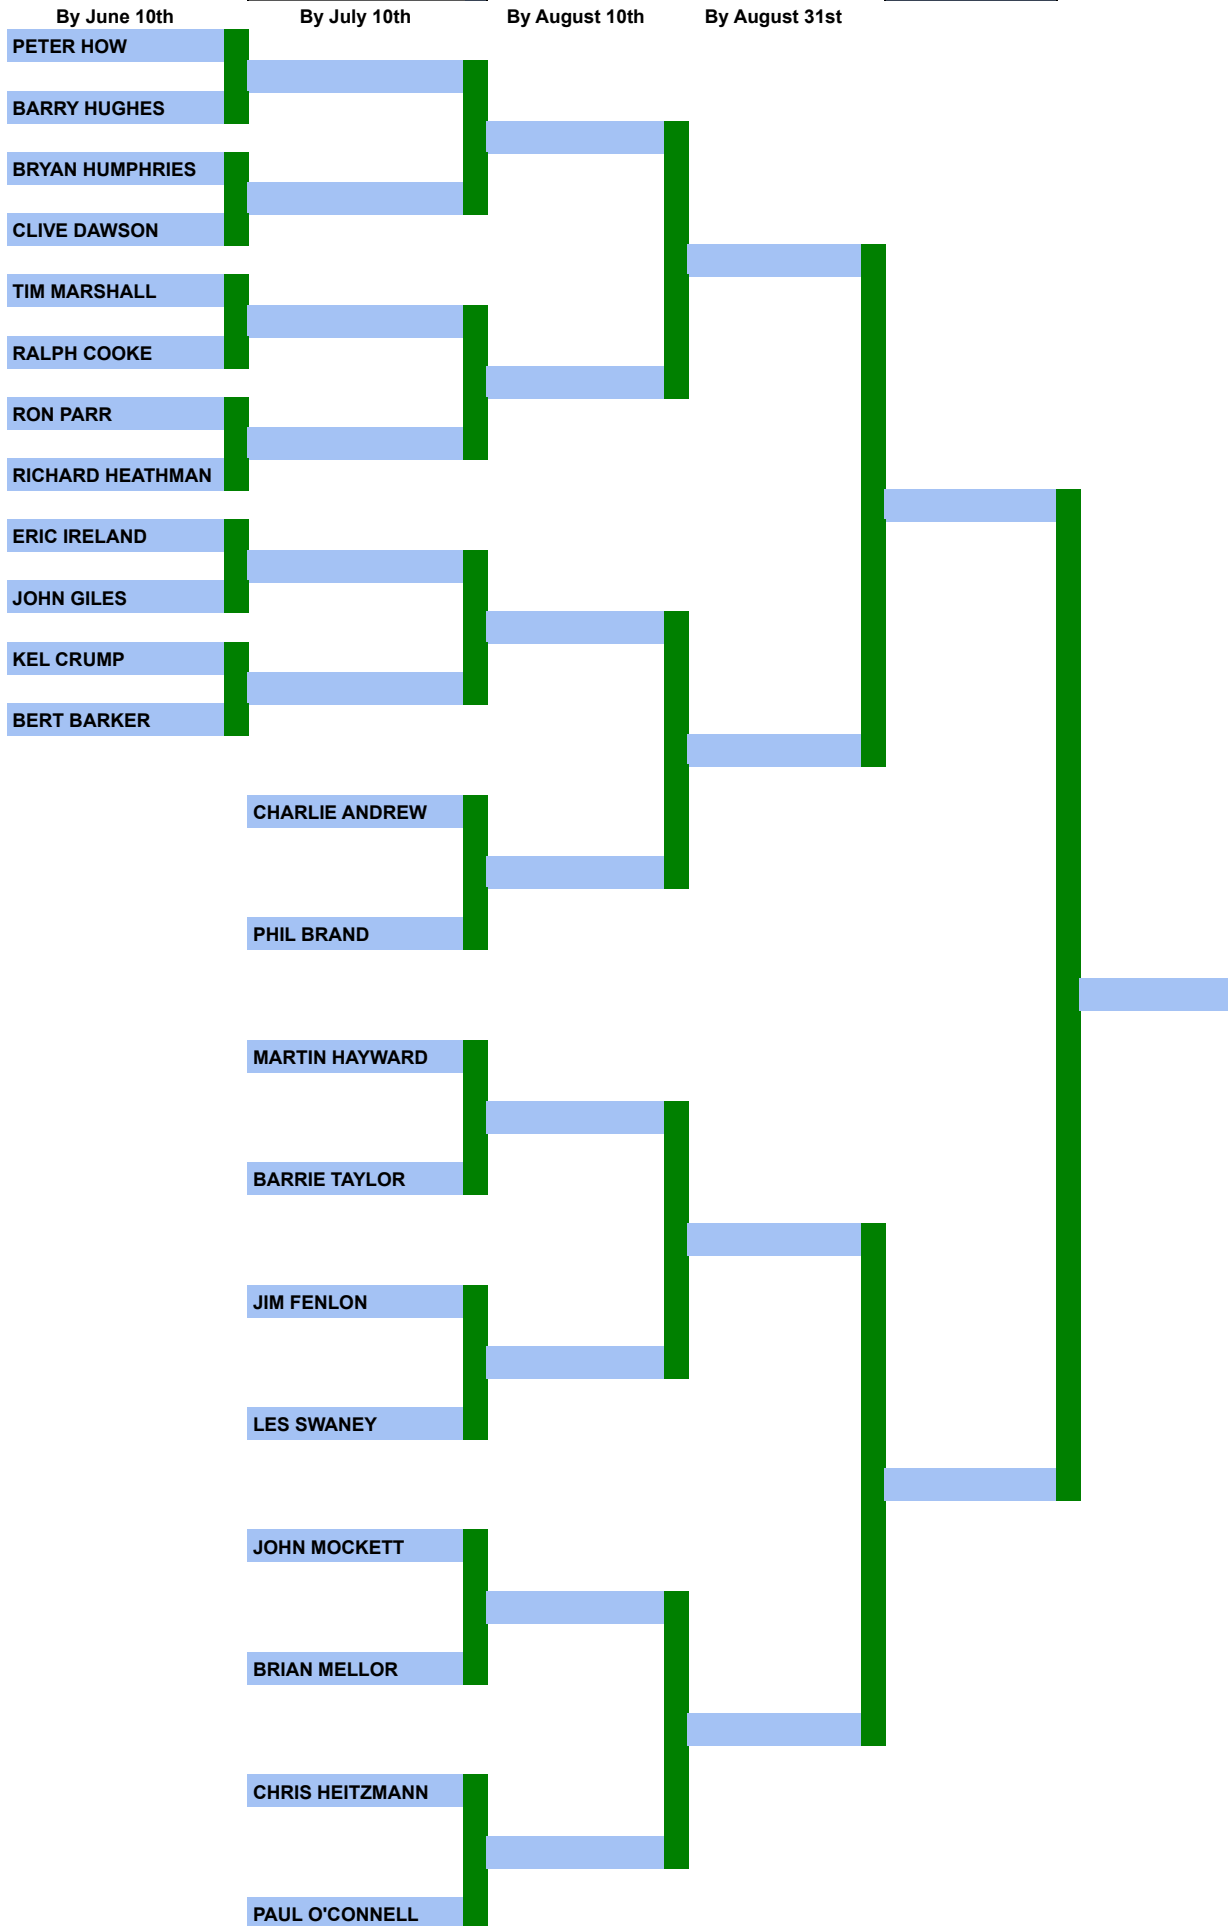 By June 10th By July 10th By August 10th By August 31st
PETER HOW
BARRY HUGHES
BRYAN HUMPHRIES
CLIVE DAWSON
TIM MARSHALL
RALPH COOKE
RON PARR
RICHARD HEATHMAN
ERIC IRELAND
JOHN GILES
KEL CRUMP
BERT BARKER
CHARLIE ANDREW
PHIL BRAND
MARTIN HAYWARD
BARRIE TAYLOR
JIM FENLON
LES SWANEY
JOHN MOCKETT
BRIAN MELLOR
CHRIS HEITZMANN
PAUL O'CONNELL